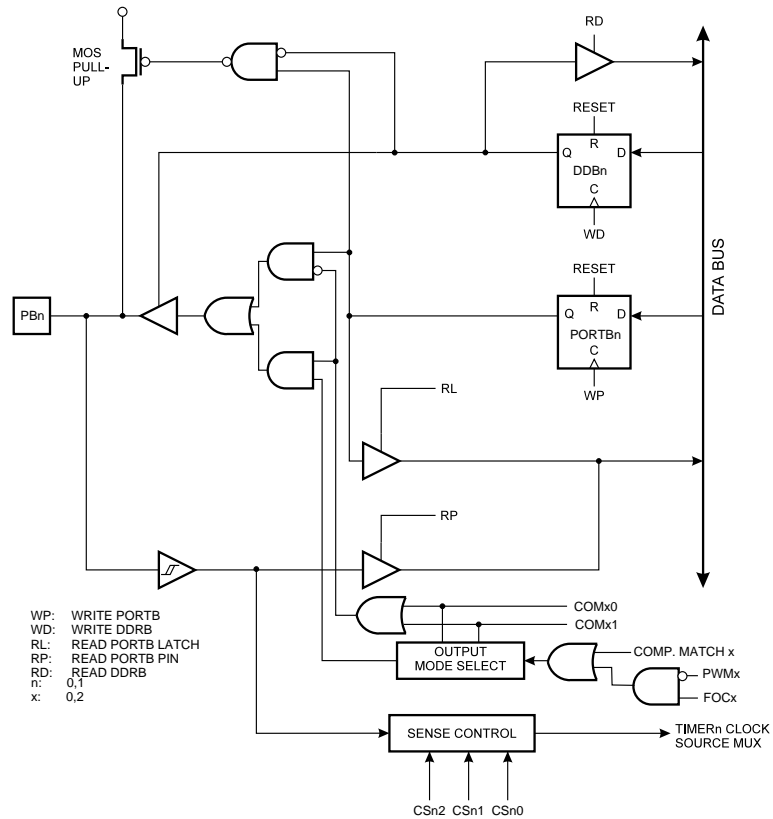 RD
MOS
PULL-
UP
RESET
R
Q
D
DDBn
C
WD
DATA BUS
RESET
R
PBn
Q
D
PORTBn
C
WP
RL
RP
WP: WRITE PORTB
WD: WRITE DDRB
RL: READ PORTB LATCH
RP: READ PORTB PIN
RD: READ DDRB
n: 0,1
x: 0,2
COMx0
COMx1
OUTPUT
MODE SELECT
COMP. MATCH x
PWMx
FOCx
SENSE CONTROL
TIMERn CLOCK
SOURCE MUX
CSn2 CSn1 CSn0